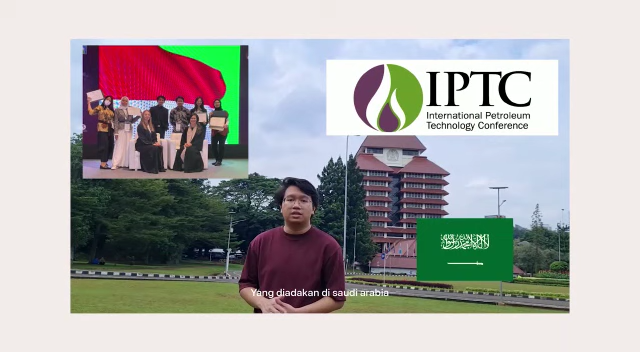 IPTC
International Petroleum
Technology Conference
Yang diadakan di saudi arabia